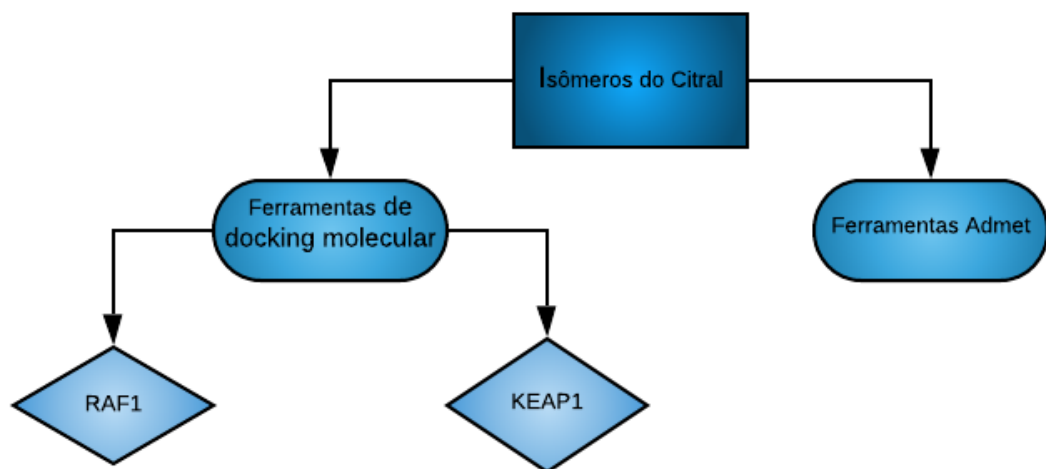 Isômeros do Citral
Ferramentas de
docking molecular
Ferramentas Admet
RAF1
KEAP1